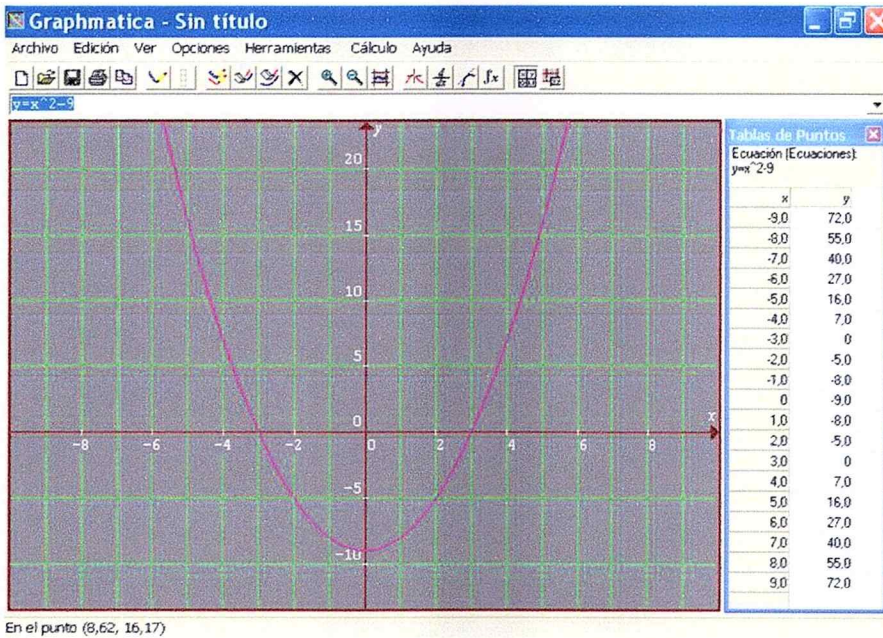 Graphmatica - Sin título
Archivo Edición Ver Opciones Herramientas Cálculo Ayuda
y=x^2-9
y
20
15
10
5
0
x
-8 -6 -4 -2 0 2 4 6 8
-5
-10
Tablas de Puntos
Ecuación (Ecuaciones):
y=x^2-9
x y
-9,0 72,0
-8,0 55,0
-7,0 40,0
-6,0 27,0
-5,0 16,0
-4,0 7,0
-3,0 0
-2,0 -5,0
-1,0 -8,0
0 -9,0
1,0 -8,0
2,0 -5,0
3,0 0
4,0 7,0
5,0 16,0
6,0 27,0
7,0 40,0
8,0 55,0
9,0 72,0
En el punto (8,62, 16,17)